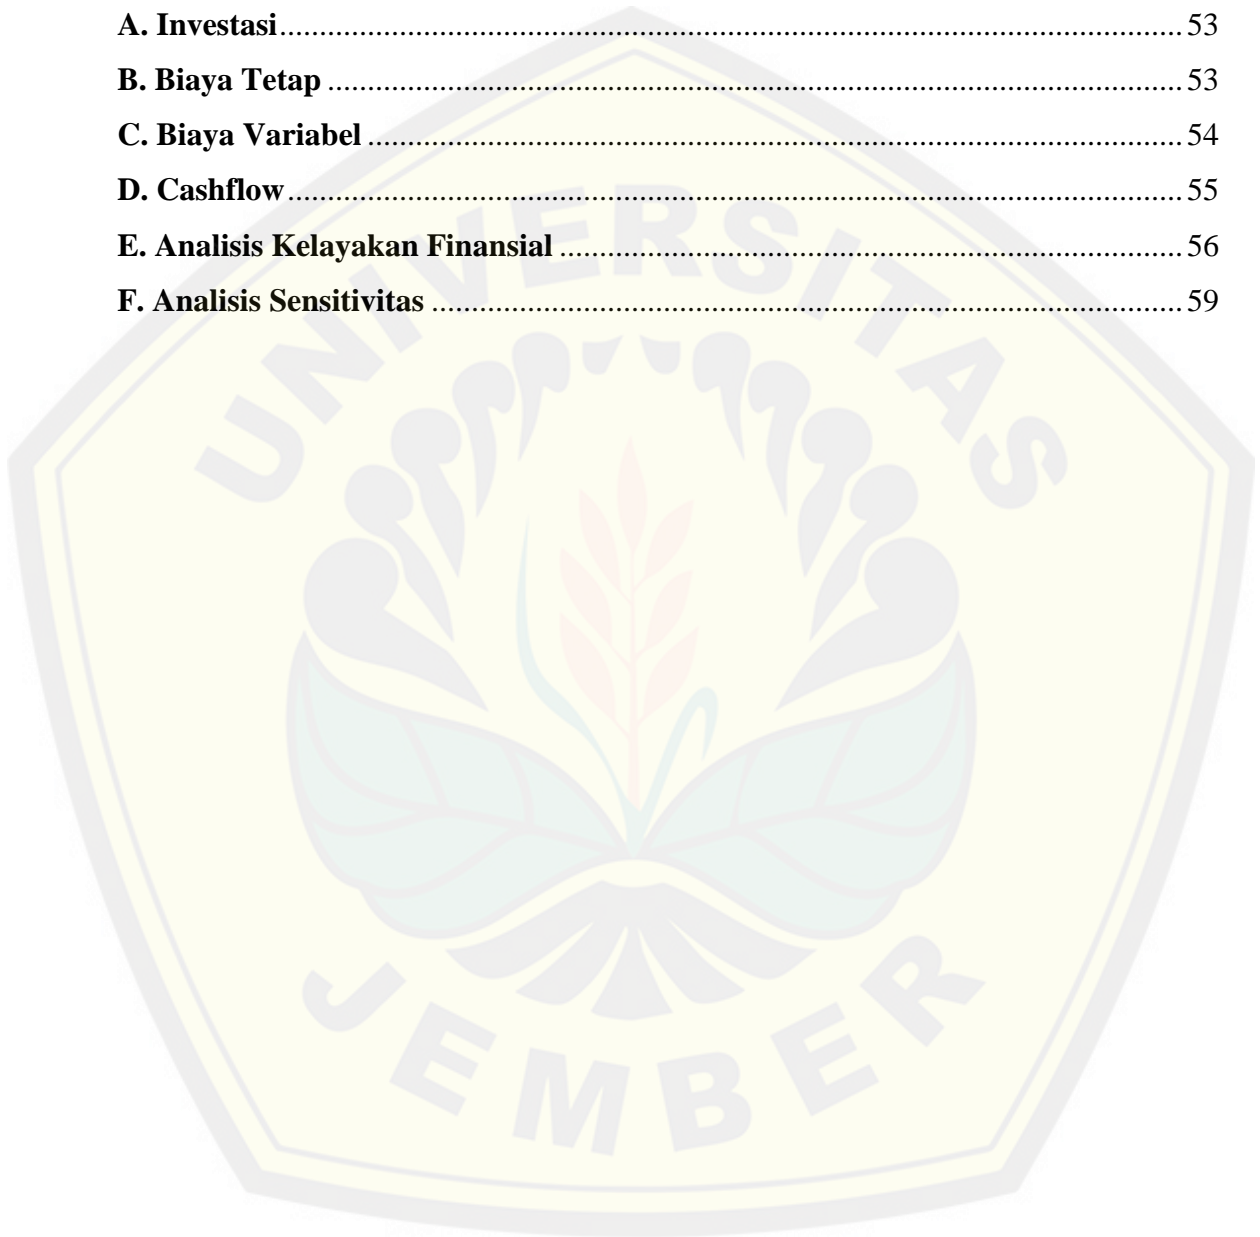 A. Investasi.................................................................................................................. 53
B. Biaya Tetap ............................................................................................................ 53
C. Biaya Variabel ....................................................................................................... 54
D. Cashflow................................................................................................................. 55
E. Analisis Kelayakan Finansial ............................................................................... 56
F. Analisis Sensitivitas ............................................................................................... 59
UNIVERSITAS
JEMBER